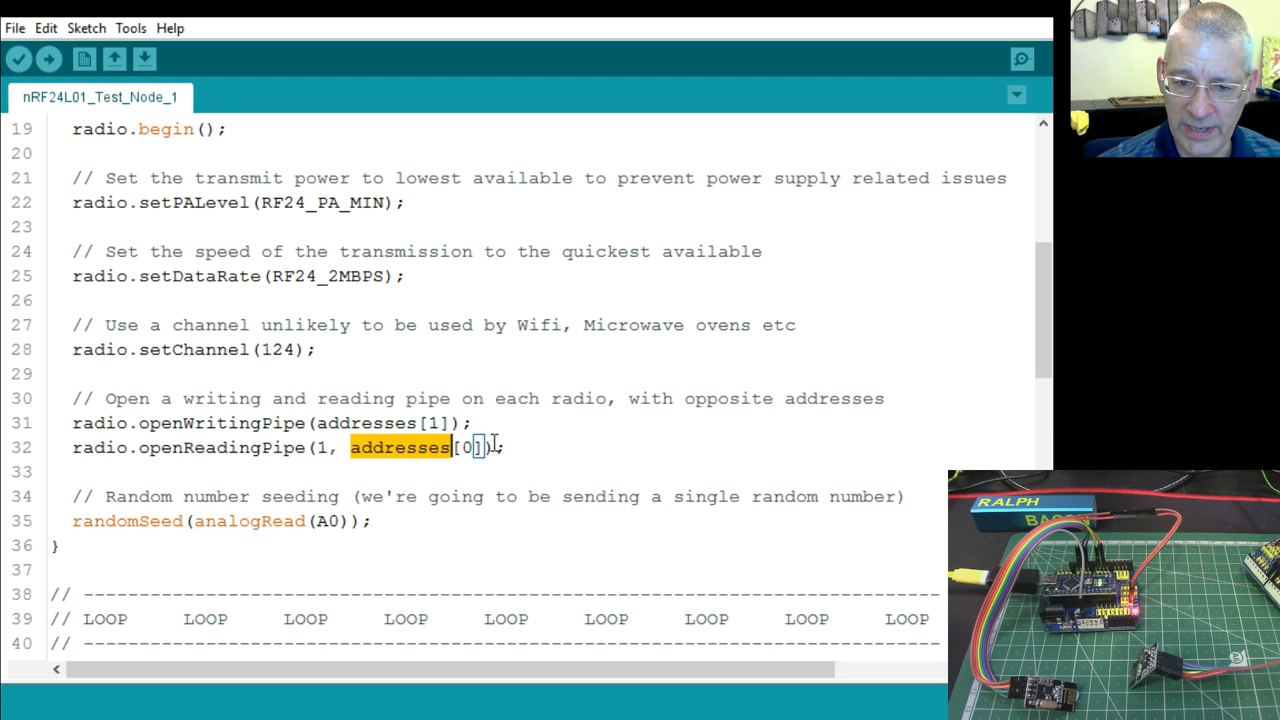 File Edit Sketch Tools Help
nRF24L01_Test_Node_1
19 radio.begin();
20
21 // Set the transmit power to lowest available to prevent power supply related issues
22 radio.setPALevel(RF24_PA_MIN);
23
24 // Set the speed of the transmission to the quickest available
25 radio.setDataRate(RF24_2MBPS);
26
27 // Use a channel unlikely to be used by Wifi, Microwave ovens etc
28 radio.setChannel(124);
29
30 // Open a writing and reading pipe on each radio, with opposite addresses
31 radio.openWritingPipe(addresses[1]);
32 radio.openReadingPipe(1, addresses[0]);
33
34 // Random number seeding (we're going to be sending a single random number)
35 randomSeed(analogRead(A0));
36 }
37
38 // -----------------------------------------------------------------------------
39 // LOOP LOOP LOOP LOOP LOOP LOOP LOOP LOOP LOOP
40 // -----------------------------------------------------------------------------
RALPH
BACON